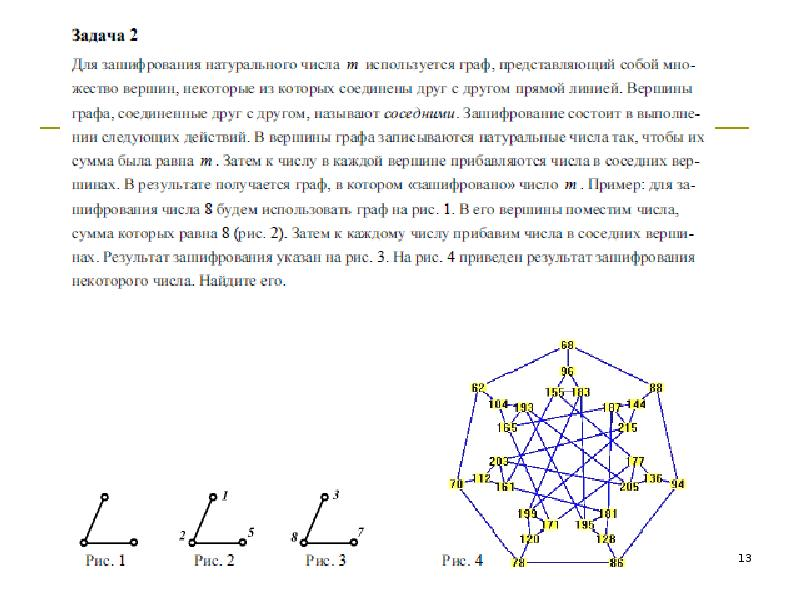 Задача 2
Для зашифрования натурального числа m используется граф, представляющий собой мно-
жество вершин, некоторые из которых соединены друг с другом прямой линией. Вершины
графа, соединенные друг с другом, называют соседними. Зашифрование состоит в выполне-
нии следующих действий. В вершины графа записываются натуральные числа так, чтобы их
сумма была равна m. Затем к числу в каждой вершине прибавляются числа в соседних вер-
шинах. В результате получается граф, в котором «зашифровано» число m. Пример: для за-
шифрования числа 8 будем использовать граф на рис. 1. В его вершины поместим числа,
сумма которых равна 8 (рис. 2). Затем к каждому числу прибавим числа в соседних верши-
нах. Результат зашифрования указан на рис. 3. На рис. 4 приведен результат зашифрования
некоторого числа. Найдите его.
68
96
62
155 183
88
104 193
187 144
165
215
203
177
70
112
161
205
136
94
199
171
195
181
120
128
78
86
1
2
5
3
8
7
Рис. 1
Рис. 2
Рис. 3
Рис. 4
13